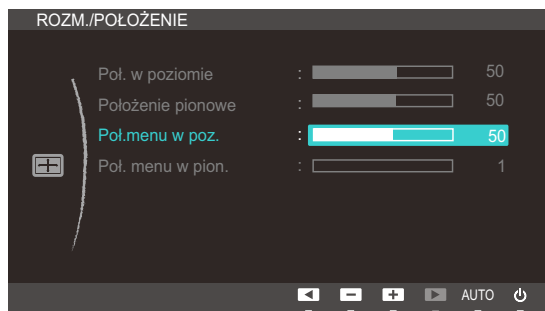 ROZM./POŁOŻENIE
Poł. w poziomie : 50
Położenie pionowe : 50
Poł.menu w poz. : 50
Poł. menu w pion. : 1
AUTO